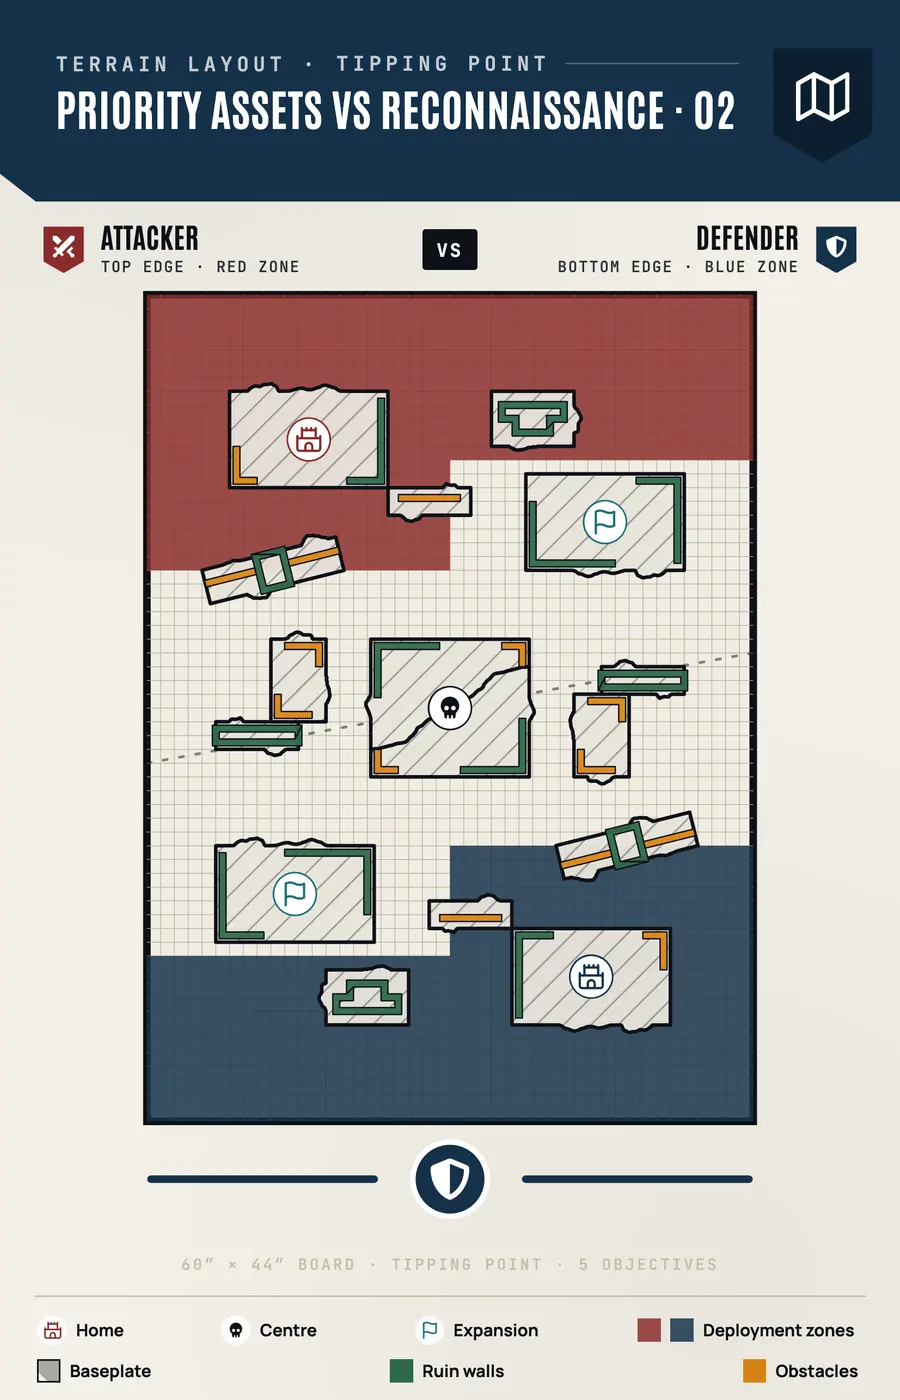 TERRAIN LAYOUT · TIPPING POINT
PRIORITY ASSETS VS RECONNAISSANCE · 02
ATTACKER
TOP EDGE · RED ZONE
VS
DEFENDER
BOTTOM EDGE · BLUE ZONE
60″ × 44″ BOARD · TIPPING POINT · 5 OBJECTIVES
Home
Centre
Expansion
Deployment zones
Baseplate
Ruin walls
Obstacles